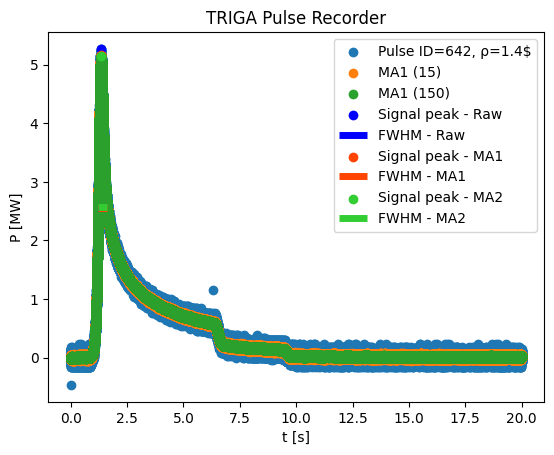 TRIGA Pulse Recorder
P [MW]
5
4
3
2
1
0
Pulse ID=642, ρ=1.4$
MA1 (15)
MA1 (150)
Signal peak - Raw
FWHM - Raw
Signal peak - MA1
FWHM - MA1
Signal peak - MA2
FWHM - MA2
0.0 2.5 5.0 7.5 10.0 12.5 15.0 17.5 20.0
t [s]